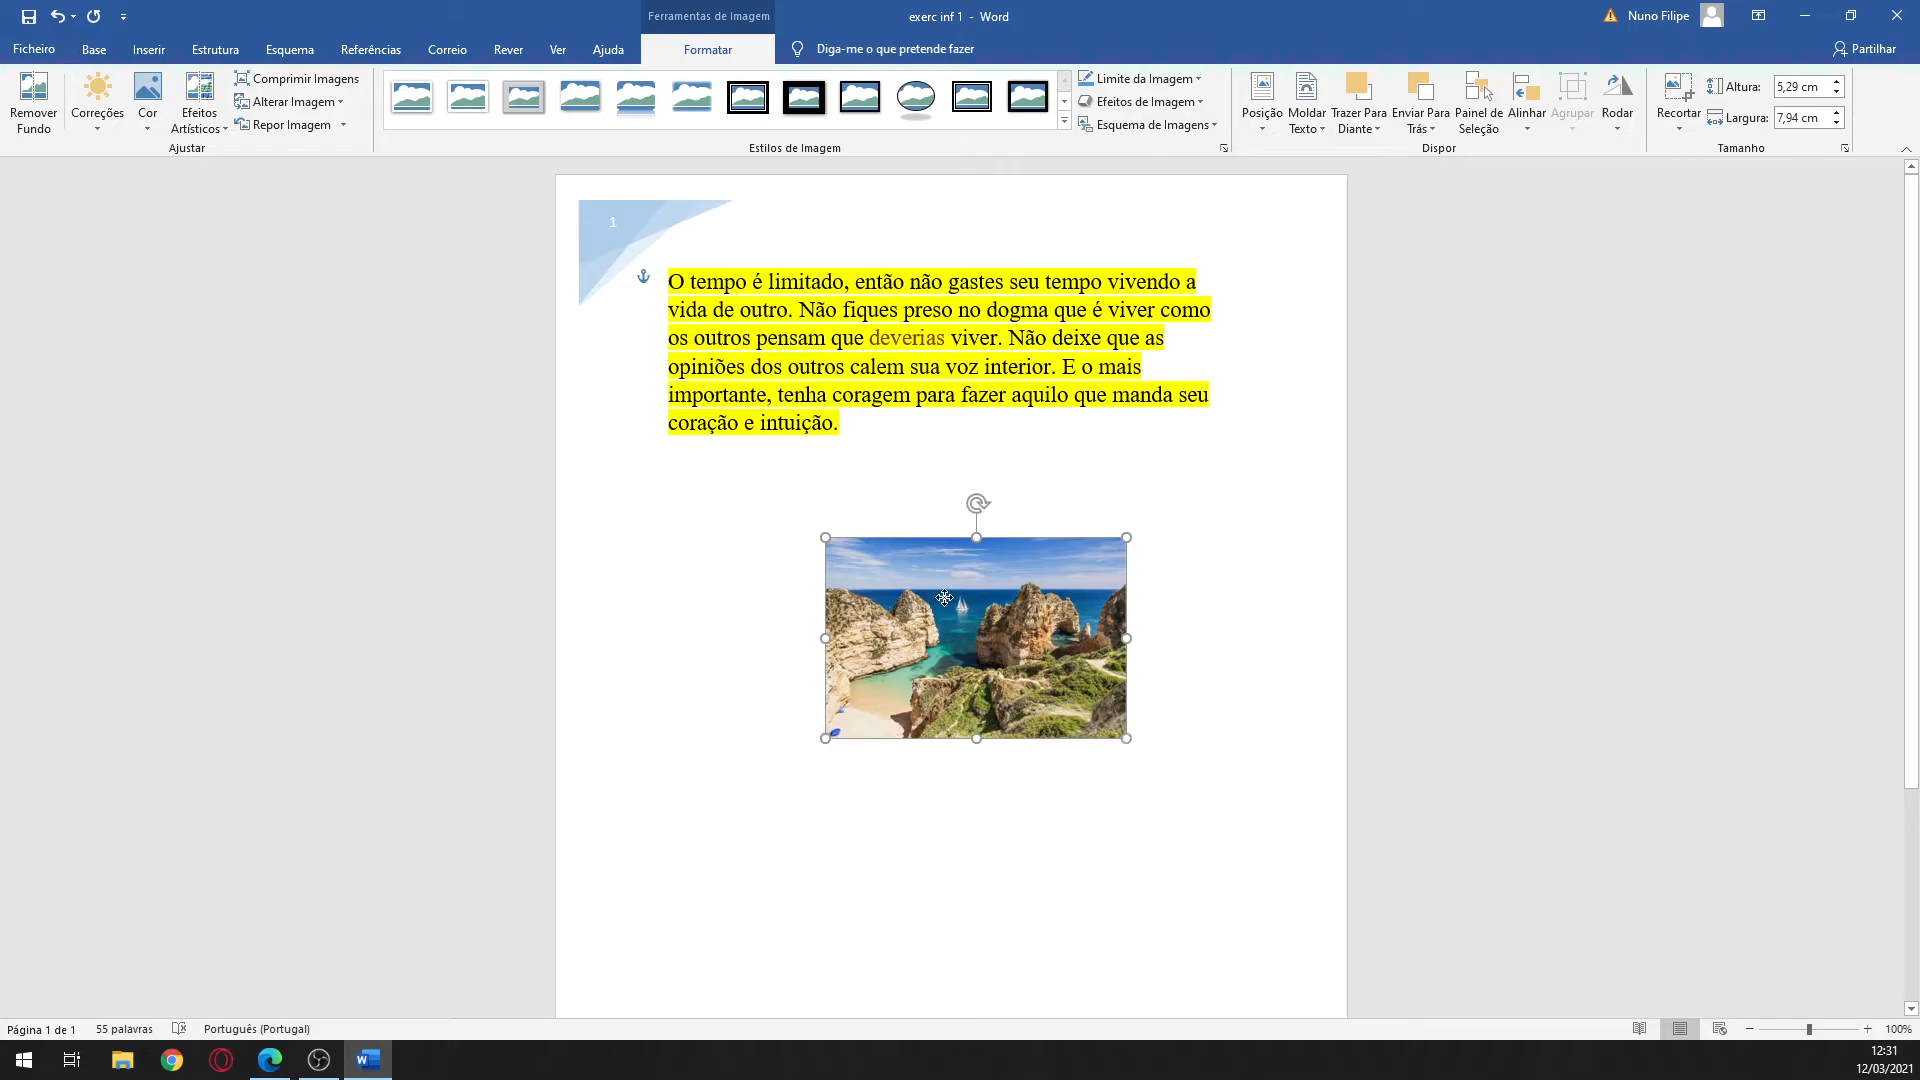 Ferramentas de Imagem
exerc inf 1 - Word
Nuno Filipe
Ficheiro Base Inserir Estrutura Esquema Referências Correio Rever Ver Ajuda Formatar Diga-me o que pretende fazer Partilhar
Remover Fundo
Correções
Cor
Efeitos Artísticos
Comprimir Imagens
Alterar Imagem
Repor Imagem
Ajustar
Estilos de Imagem
Limite da Imagem
Efeitos de Imagem
Esquema de Imagens
Posição
Moldar Texto
Trazer Para Diante
Enviar Para Trás
Painel de Seleção
Alinhar
Agrupar
Rodar
Dispor
Recortar
Altura: 5,29 cm
Largura: 7,94 cm
Tamanho
1
O tempo é limitado, então não gastes seu tempo vivendo a
vida de outro. Não fiques preso no dogma que é viver como
os outros pensam que deverias viver. Não deixe que as
opiniões dos outros calem sua voz interior. E o mais
importante, tenha coragem para fazer aquilo que manda seu
coração e intuição.
Página 1 de 1 55 palavras Português (Portugal) 100%
12:31
12/03/2021